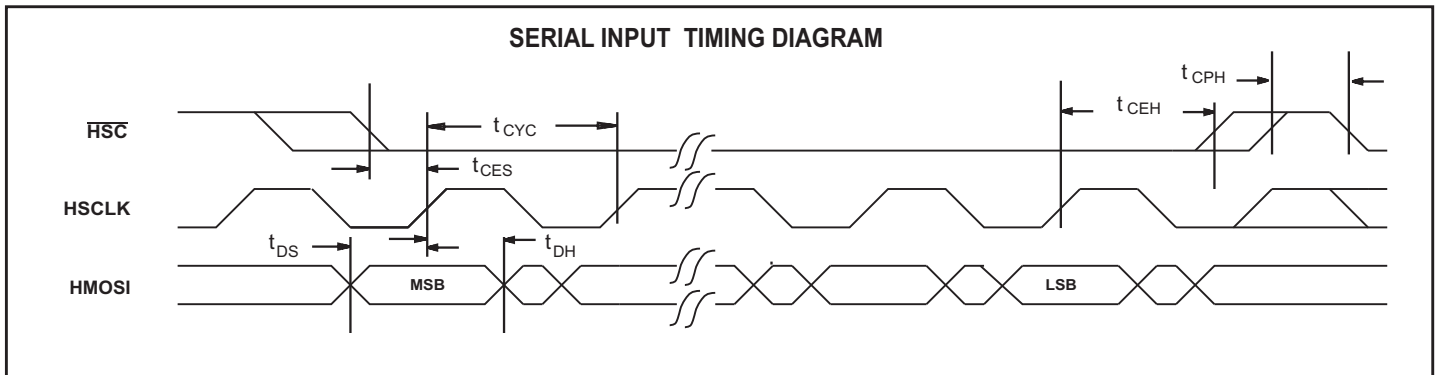 SERIAL INPUT TIMING DIAGRAM
t CPH
t CEH
HSC
t CYC
t CES
HSCLK
t DS
t DH
HMOSI
MSB
LSB